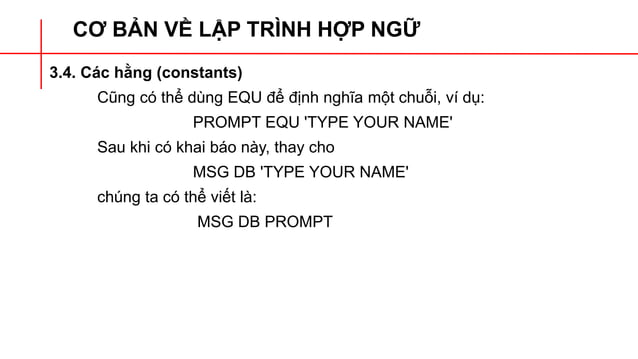 CƠ BẢN VỀ LẬP TRÌNH HỢP NGỮ
3.4. Các hằng (constants)
Cũng có thể dùng EQU để định nghĩa một chuỗi, ví dụ:
PROMPT EQU 'TYPE YOUR NAME'
Sau khi có khai báo này, thay cho
MSG DB 'TYPE YOUR NAME'
chúng ta có thể viết là:
MSG DB PROMPT